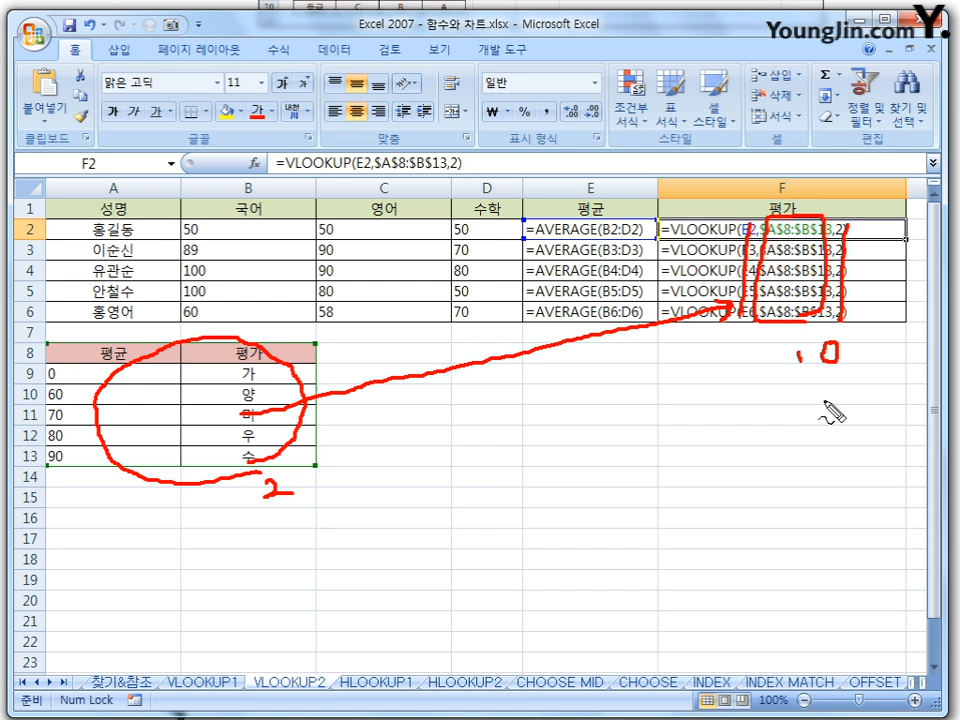 10 듣기 C B A
Excel 2007 - 함수와 차트.xlsx - Microsoft Excel
YoungJin.com Y.
홈 삽입 페이지 레이아웃 수식 데이터 검토 보기 개발 도구
붙여넣기 맑은 고딕 11 가 가 일반 조건부 서식 표 서식 셀 스타일 삽입 삭제 서식 Σ 정렬 및 필터 찾기 및 선택
가 가 가 가 내천 ₩ % ,
클립보드 글꼴 맞춤 표시 형식 스타일 셀 편집
F2 fx =VLOOKUP(E2,$A$8:$B$13,2)
A B C D E F
1 성명 국어 영어 수학 평균 평가
2 홍길동 50 50 50 =AVERAGE(B2:D2) =VLOOKUP(E2,$A$8:$B$13,2)
3 이순신 89 90 70 =AVERAGE(B3:D3) =VLOOKUP(E3,$A$8:$B$13,2)
4 유관순 100 90 80 =AVERAGE(B4:D4) =VLOOKUP(E4,$A$8:$B$13,2)
5 안철수 100 80 50 =AVERAGE(B5:D5) =VLOOKUP(E5,$A$8:$B$13,2)
6 홍영어 60 58 70 =AVERAGE(B6:D6) =VLOOKUP(E6,$A$8:$B$13,2)
7
8 평균 평가
9 0 가
10 60 양
11 70 미
12 80 우
13 90 수
14
2
15
16
17
18
19
20
21
22
23
찾기&참조 VLOOKUP1 VLOOKUP2 HLOOKUP1 HLOOKUP2 CHOOSE MID CHOOSE INDEX INDEX MATCH OFFSET
준비 Num Lock 100%